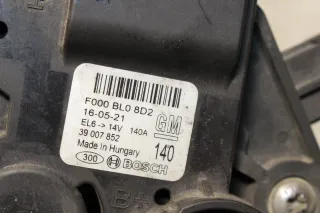 F000 BL0 8D2
16-05-21
EL6-> 14V 140A
GM
39 007 852
Made in Hungary
140
300 BOSCH
B+